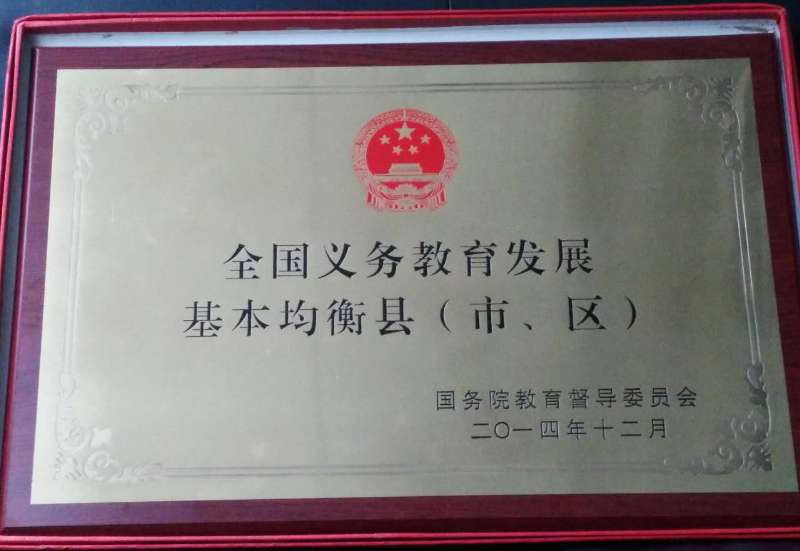 全国义务教育发展
基本均衡县（市、区）
国务院教育督导委员会
二〇一四年十二月